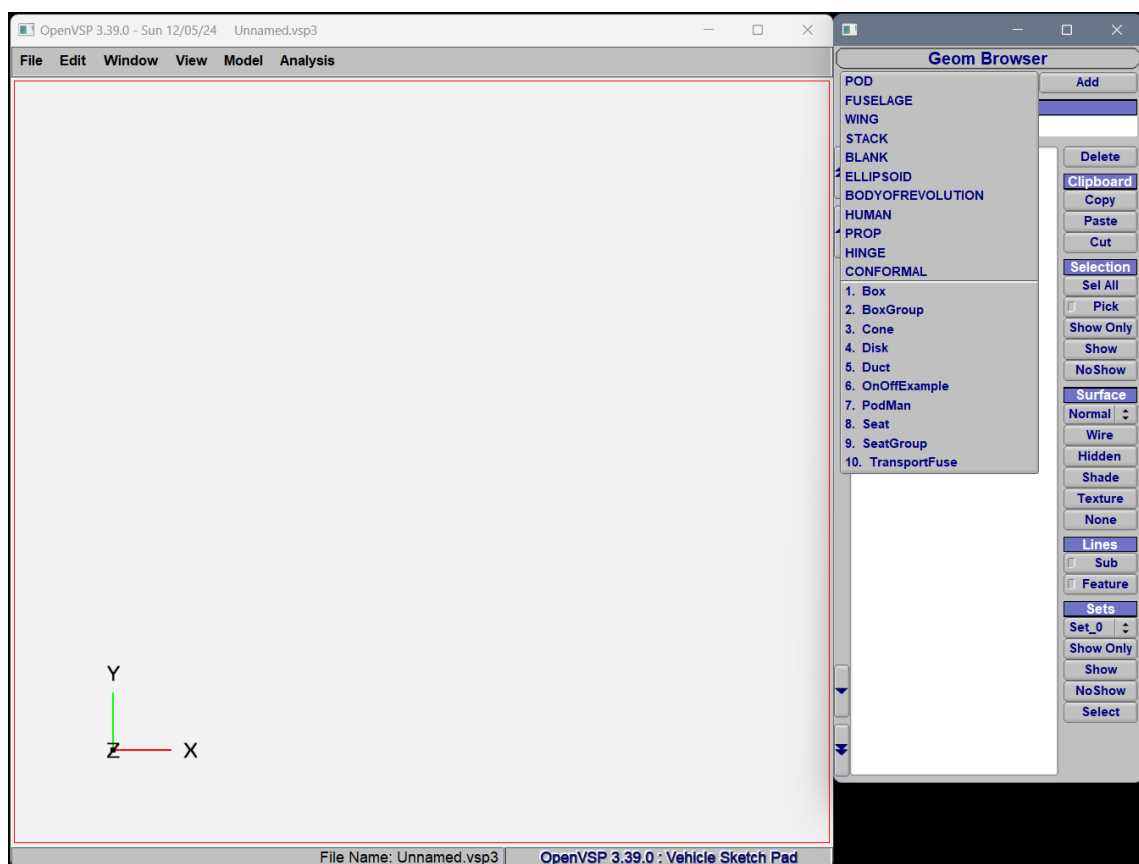 OpenVSP 3.39.0 - Sun 12/05/24 Unnamed.vsp3
File Edit Window View Model Analysis
Y
Z X
File Name: Unnamed.vsp3 OpenVSP 3.39.0 : Vehicle Sketch Pad
Geom Browser
POD
FUSELAGE
WING
STACK
BLANK
ELLIPSOID
BODYOFREVOLUTION
HUMAN
PROP
HINGE
CONFORMAL
1. Box
2. BoxGroup
3. Cone
4. Disk
5. Duct
6. OnOffExample
7. PodMan
8. Seat
9. SeatGroup
10. TransportFuse
Add
Delete
Clipboard
Copy
Paste
Cut
Selection
Sel All
Pick
Show Only
Show
NoShow
Surface
Normal
Wire
Hidden
Shade
Texture
None
Lines
Sub
Feature
Sets
Set_0
Show Only
Show
NoShow
Select